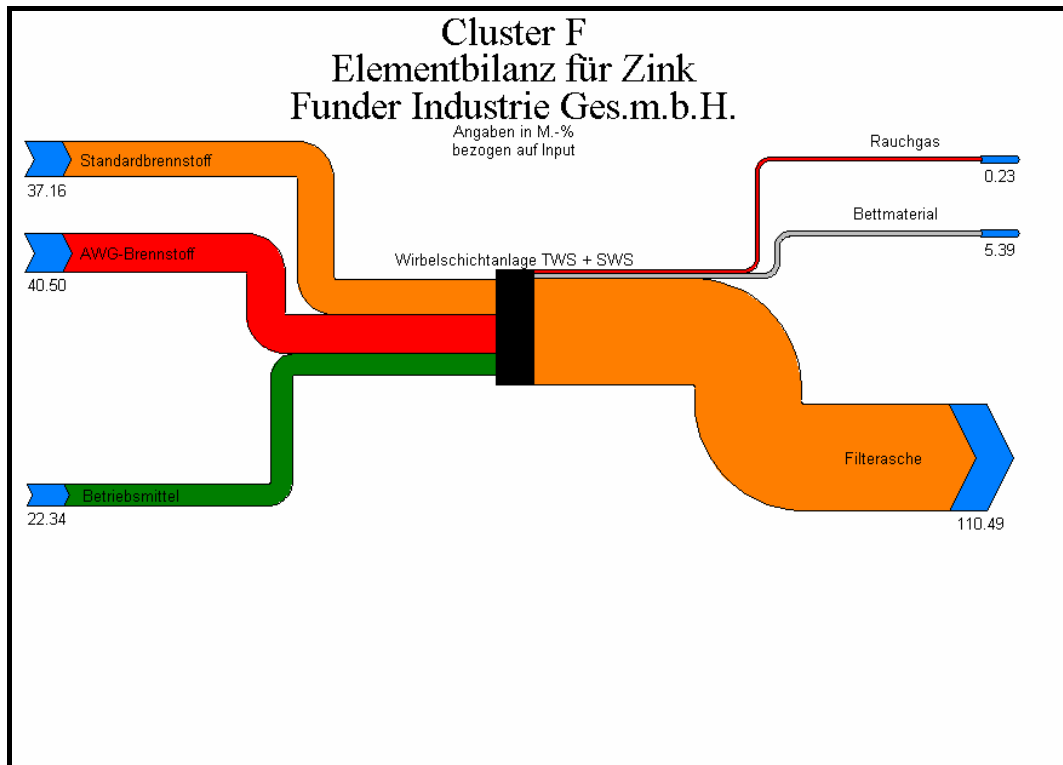 Cluster F
Elementbilanz für Zink
Funder Industrie Ges.m.b.H.
Angaben in M.-%
bezogen auf Input
Standardbrennstoff
37.16
AWG-Brennstoff
40.50
Betriebsmittel
22.34
Wirbelschichtanlage TWS + SWS
Rauchgas
0.23
Bettmaterial
5.39
Filterasche
110.49